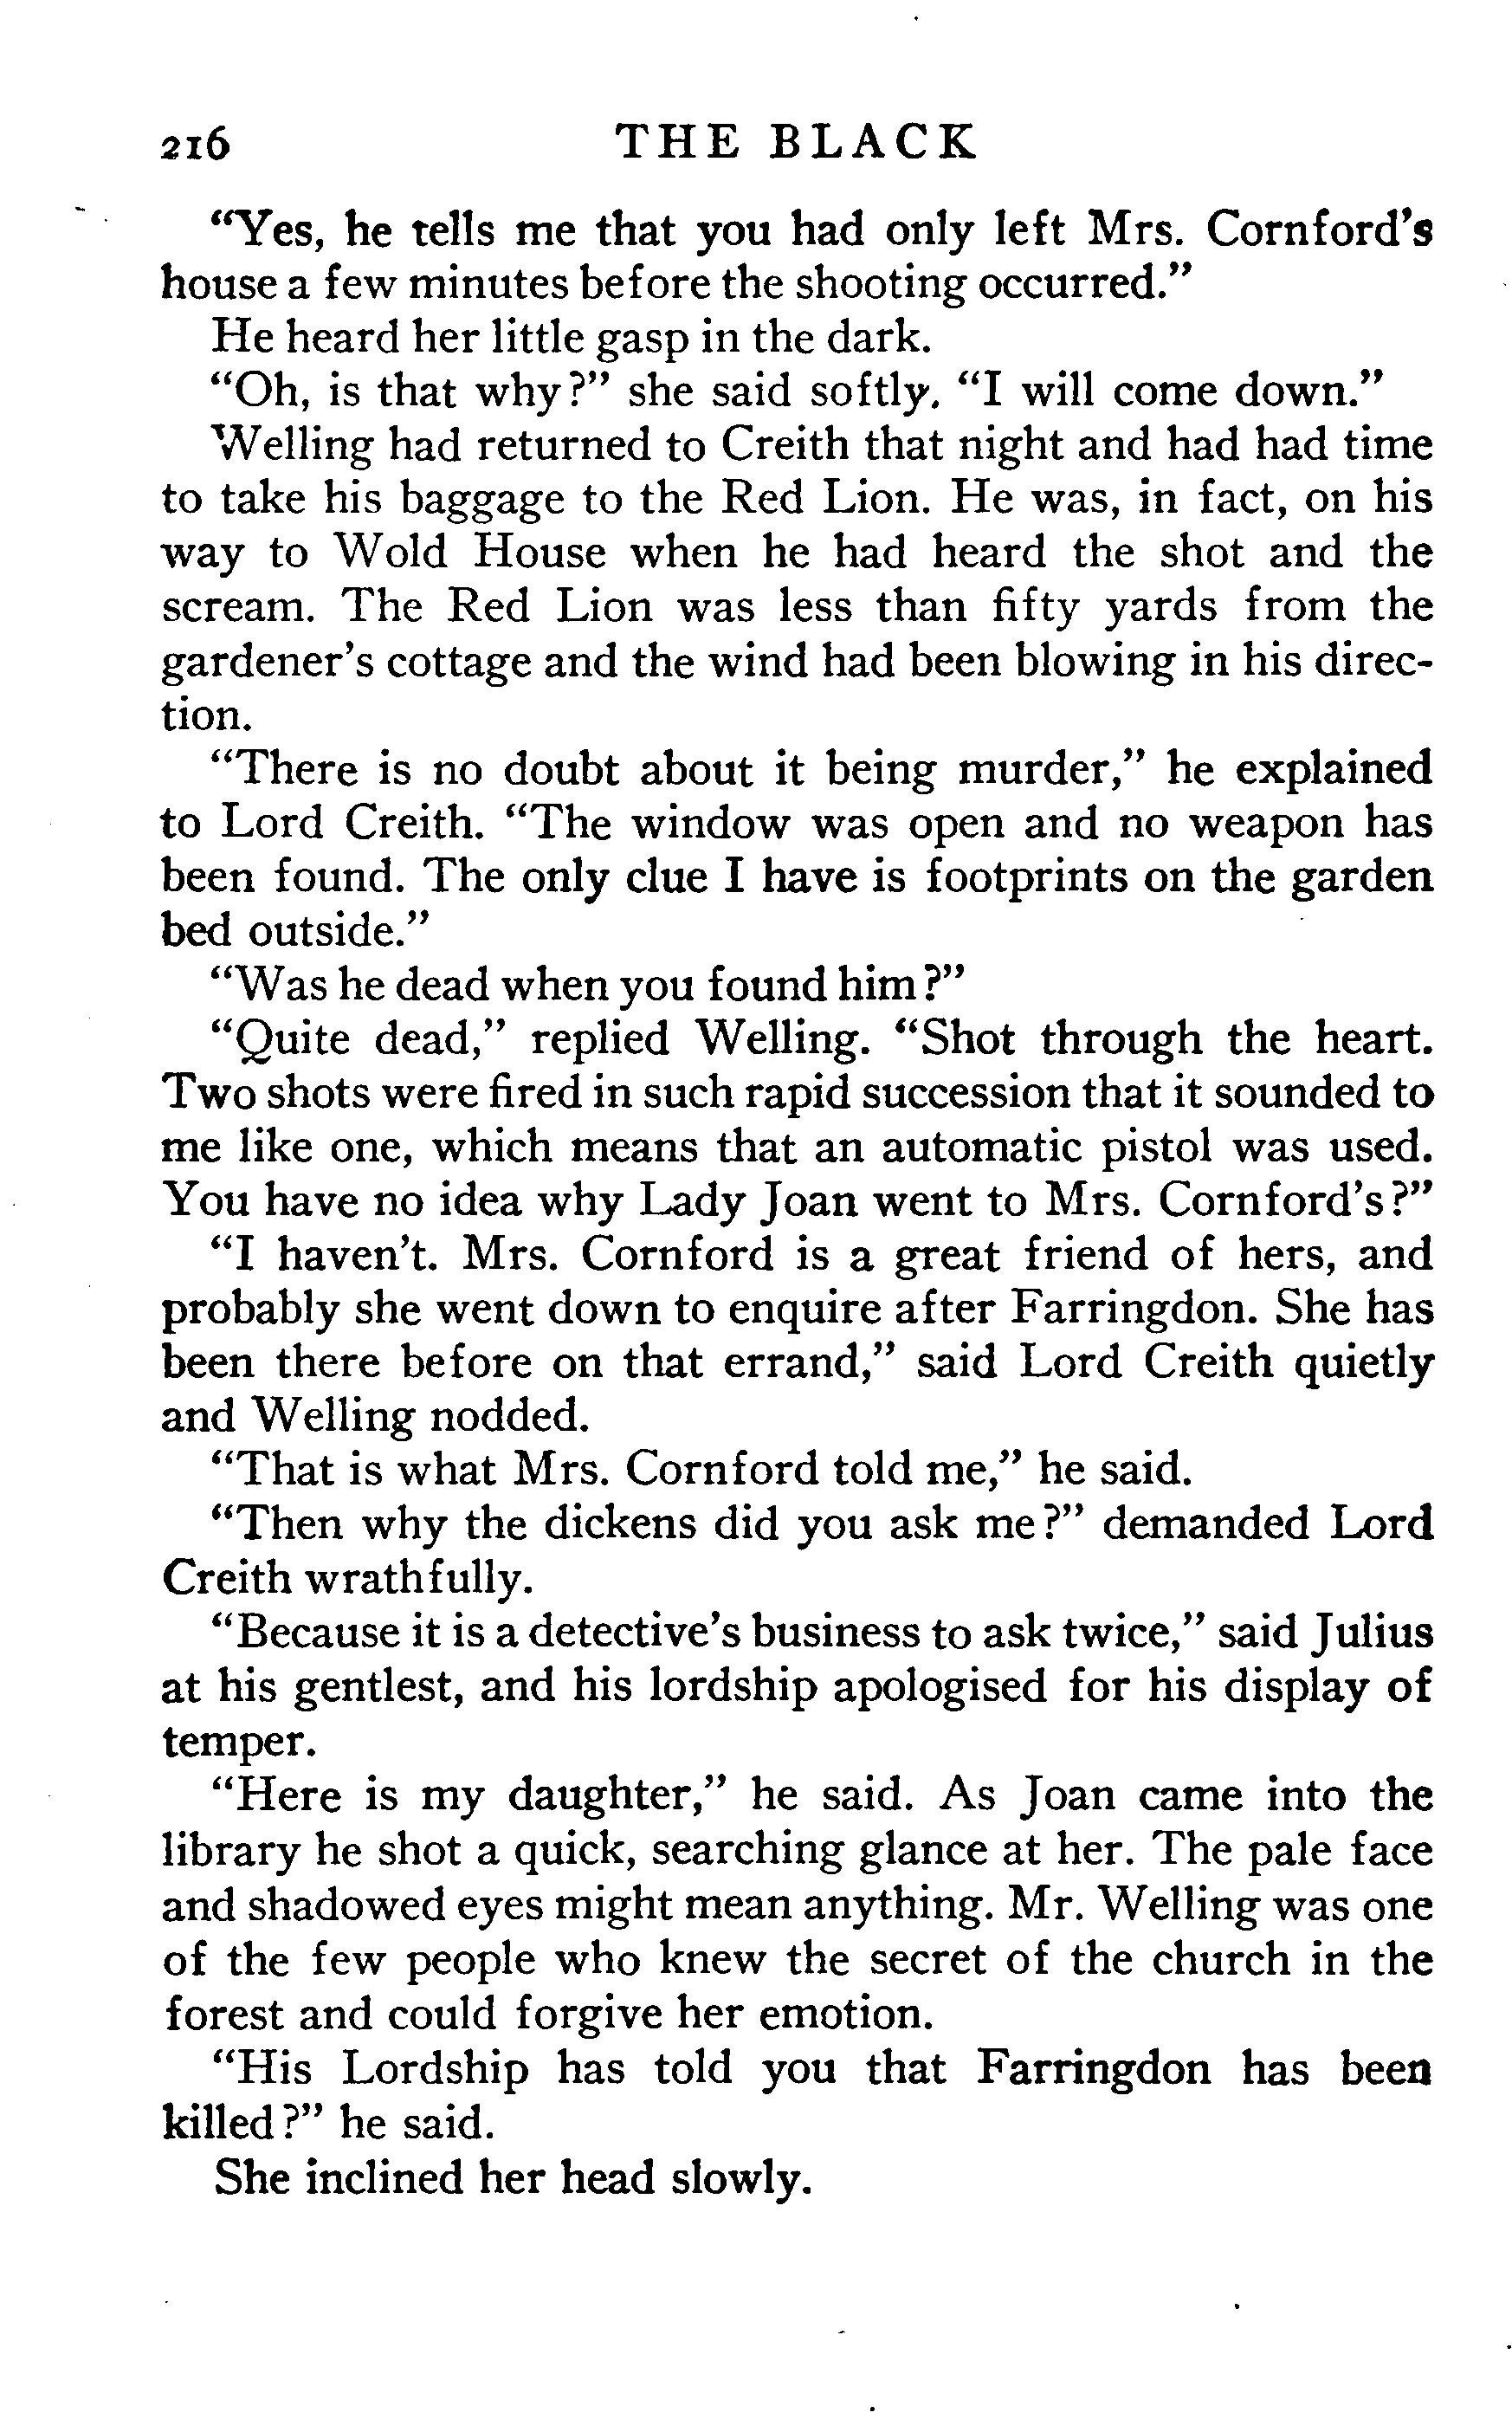 216 THE BLACK
“Yes, he tells me that you had only left Mrs. Cornford’s
house a few minutes before the shooting occurred.”
He heard her little gasp in the dark.
“Oh, is that why?” she said softly. “I will come down.”
Welling had returned to Creith that night and had had time
to take his baggage to the Red Lion. He was, in fact, on his
way to Wold House when he had heard the shot and the
scream. The Red Lion was less than fifty yards from the
gardener’s cottage and the wind had been blowing in his direc-
tion.
“There is no doubt about it being murder,” he explained
to Lord Creith. “The window was open and no weapon has
been found. The only clue I have is footprints on the garden
bed outside.”
“Was he dead when you found him?”
“Quite dead,” replied Welling. “Shot through the heart.
Two shots were fired in such rapid succession that it sounded to
me like one, which means that an automatic pistol was used.
You have no idea why Lady Joan went to Mrs. Cornford’s?”
“I haven’t. Mrs. Cornford is a great friend of hers, and
probably she went down to enquire after Farringdon. She has
been there before on that errand,” said Lord Creith quietly
and Welling nodded.
“That is what Mrs. Cornford told me,” he said.
“Then why the dickens did you ask me?” demanded Lord
Creith wrathfully.
“Because it is a detective’s business to ask twice,” said Julius
at his gentlest, and his lordship apologised for his display of
temper.
“Here is my daughter,” he said. As Joan came into the
library he shot a quick, searching glance at her. The pale face
and shadowed eyes might mean anything. Mr. Welling was one
of the few people who knew the secret of the church in the
forest and could forgive her emotion.
“His Lordship has told you that Farringdon has been
killed?” he said.
She inclined her head slowly.